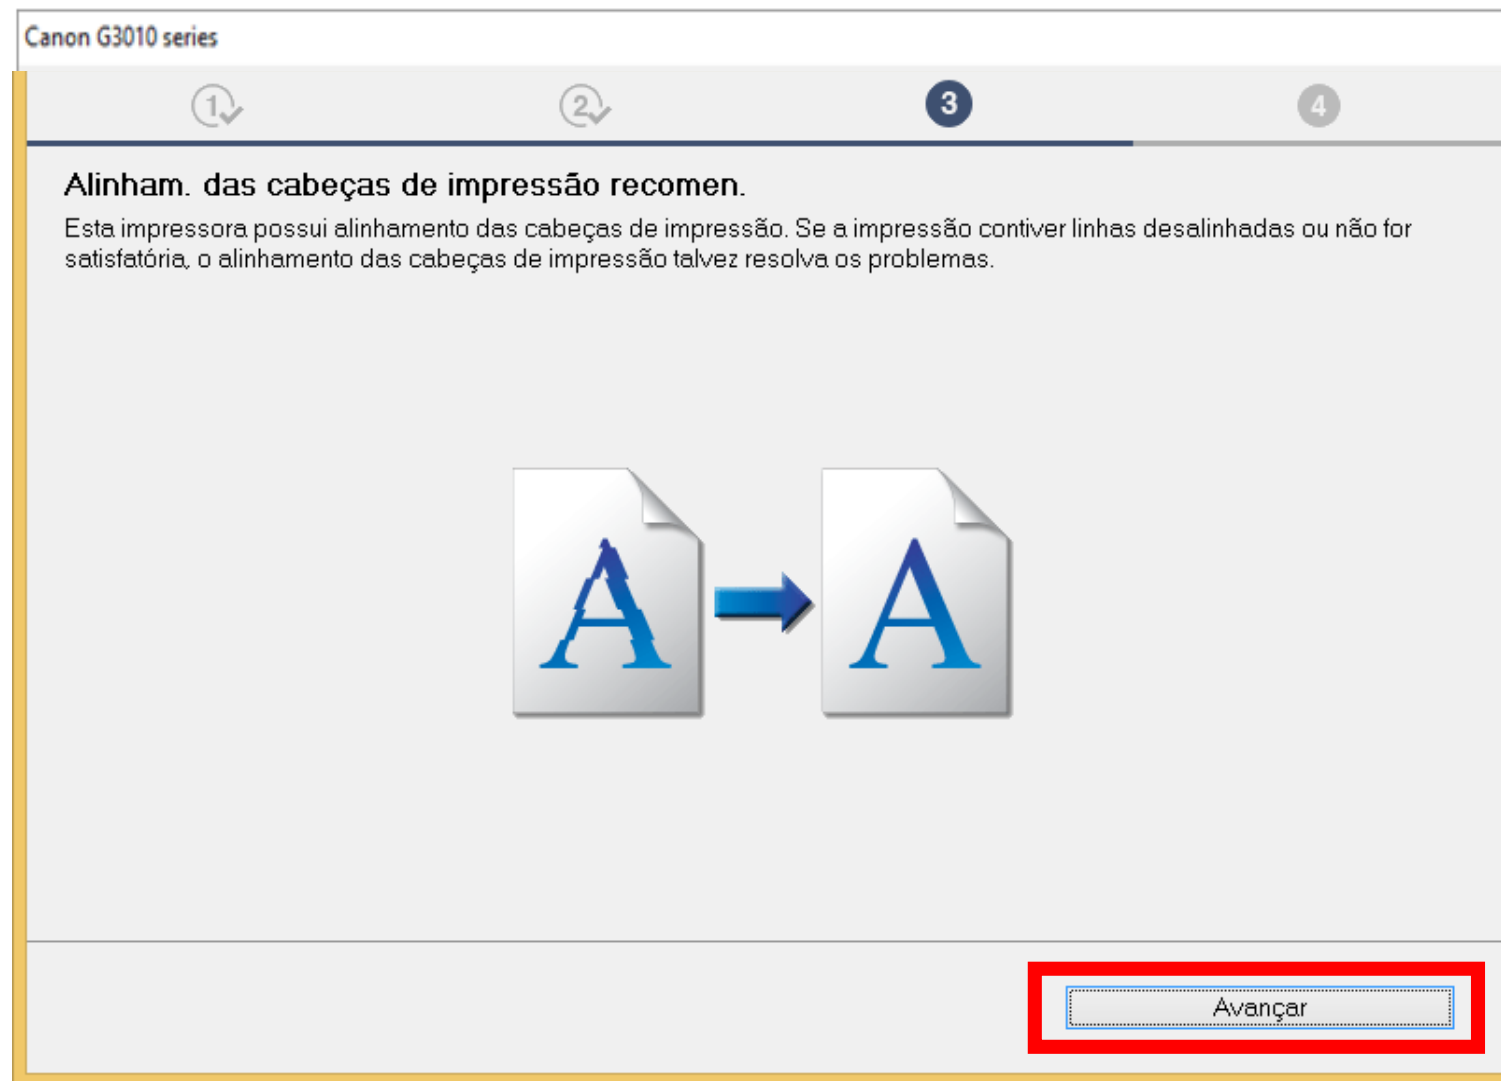 Canon G3010 series
1 2 3 4
Alinham. das cabeças de impressão recomen.
Esta impressora possui alinhamento das cabeças de impressão. Se a impressão contiver linhas desalinhadas ou não for
satisfatória, o alinhamento das cabeças de impressão talvez resolva os problemas.
A A
Avançar